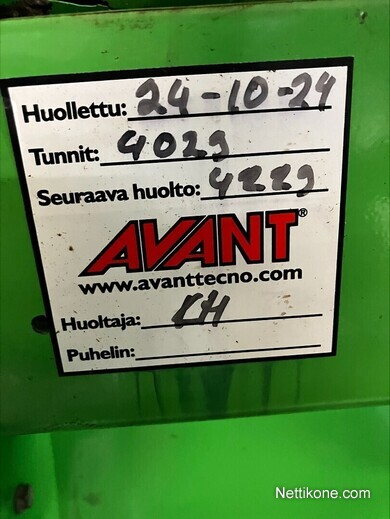 Huollettu: 24-10-24
Tunnit: 4029
Seuraava huolto: 4229
AVANT®
www.avanttecno.com
Huoltaja: KH
Puhelin:
Nettikone.com